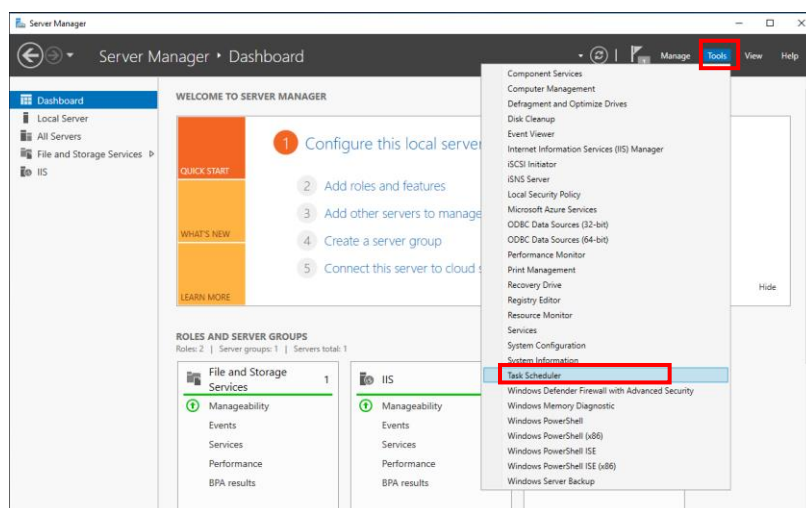 Server Manager
Server Manager • Dashboard
Manage Tools View Help
Dashboard
Local Server
All Servers
File and Storage Services
IIS
WELCOME TO SERVER MANAGER
QUICK START
WHAT'S NEW
LEARN MORE
1 Configure this local server
2 Add roles and features
3 Add other servers to manage
4 Create a server group
5 Connect this server to cloud s
Hide
ROLES AND SERVER GROUPS
Roles: 2 | Server groups: 1 | Servers total: 1
File and Storage
Services
1
Manageability
Events
Services
Performance
BPA results
IIS
Manageability
Events
Services
Performance
BPA results
Component Services
Computer Management
Defragment and Optimize Drives
Disk Cleanup
Event Viewer
Internet Information Services (IIS) Manager
iSCSI Initiator
iSNS Server
Local Security Policy
Microsoft Azure Services
ODBC Data Sources (32-bit)
ODBC Data Sources (64-bit)
Performance Monitor
Print Management
Recovery Drive
Registry Editor
Resource Monitor
Services
System Configuration
System Information
Task Scheduler
Windows Defender Firewall with Advanced Security
Windows Memory Diagnostic
Windows PowerShell
Windows PowerShell (x86)
Windows PowerShell ISE
Windows PowerShell ISE (x86)
Windows Server Backup